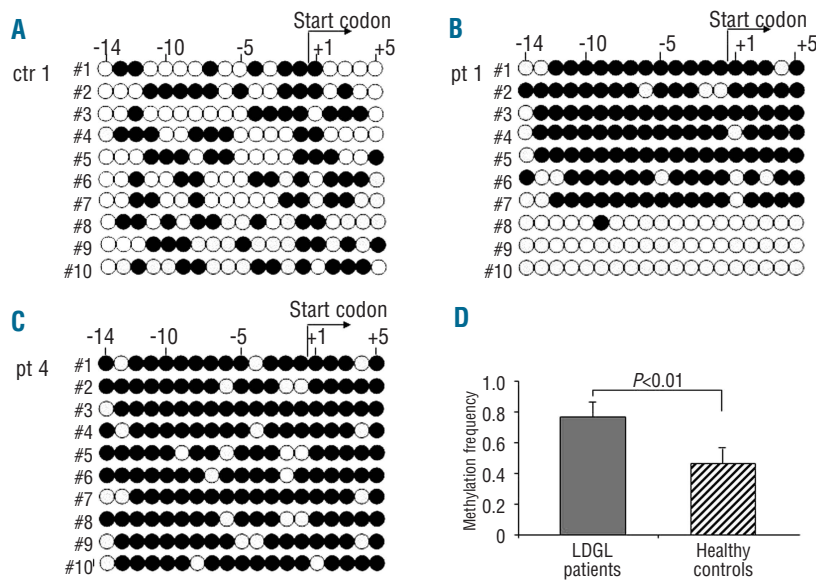 A
Start codon
-14 -10 -5 +1 +5
ctr 1
#1
#2
#3
#4
#5
#6
#7
#8
#9
#10
B
Start codon
-14 -10 -5 +1 +5
pt 1
#1
#2
#3
#4
#5
#6
#7
#8
#9
#10
C
Start codon
-14 -10 -5 +1 +5
pt 4
#1
#2
#3
#4
#5
#6
#7
#8
#9
#10
D
P<0.01
Methylation frequency
1.0
0.8
0.6
0.4
0.2
0
LDGL
patients
Healthy
controls